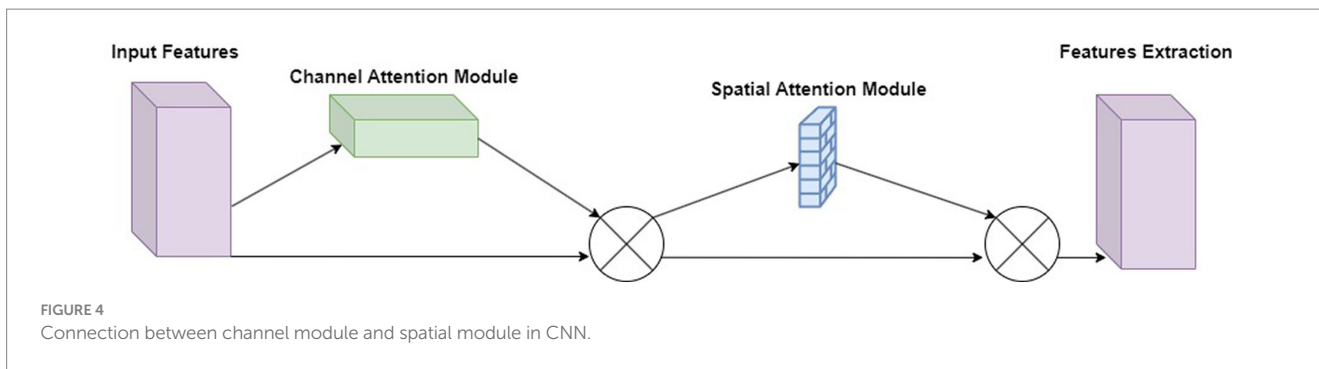 Input Features
Channel Attention Module
Spatial Attention Module
Features Extraction
FIGURE 4
Connection between channel module and spatial module in CNN.